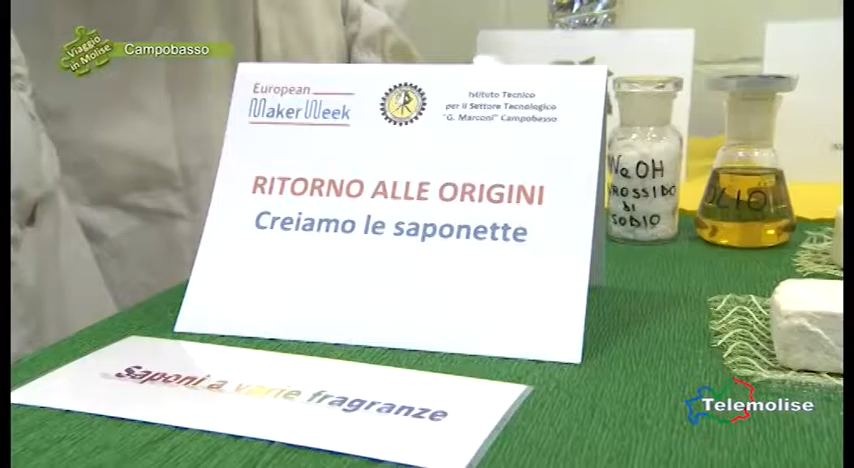 Viaggio
in Molise
Campobasso
European
MakerWeek
Istituto Tecnico
per il Settore Tecnologico
"G. Marconi" Campobasso
RITORNO ALLE ORIGINI
Creiamo le saponette
NaOH
IDROSSIDO
DI
SODIO
OLIO
Saponi a varie fragranze
Telemolise